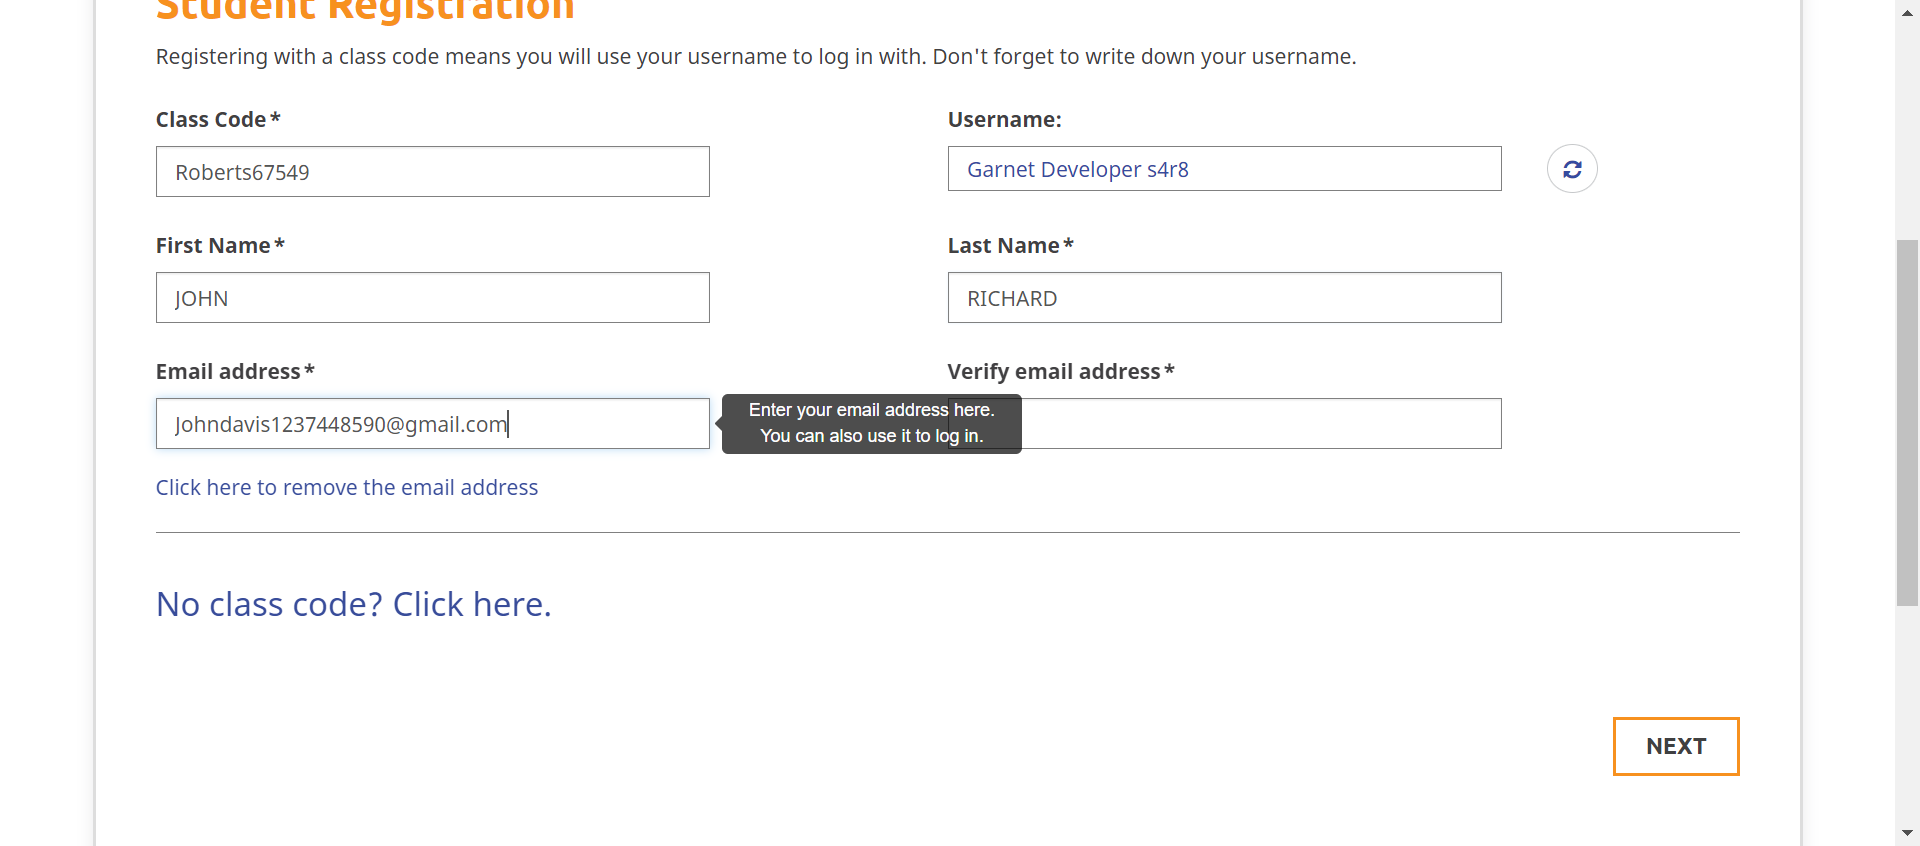 Student Registration
Registering with a class code means you will use your username to log in with. Don't forget to write down your username.
Class Code*
Username:
Roberts67549
Garnet Developer s4r8
First Name*
Last Name*
JOHN
RICHARD
Email address*
Verify email address*
Johndavis1237448590@gmail.com
Enter your email address here.
You can also use it to log in.
Click here to remove the email address
No class code? Click here.
NEXT